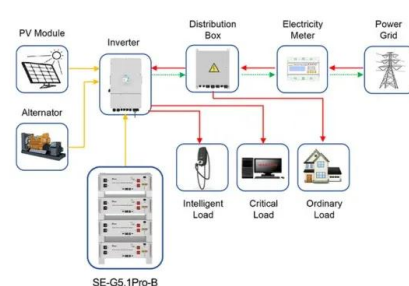 PV Module
Inverter
Distribution
Box
Electricity
Meter
Power
Grid
Alternator
Intelligent
Load
Critical
Load
Ordinary
Load
SE-G5.1Pro-B